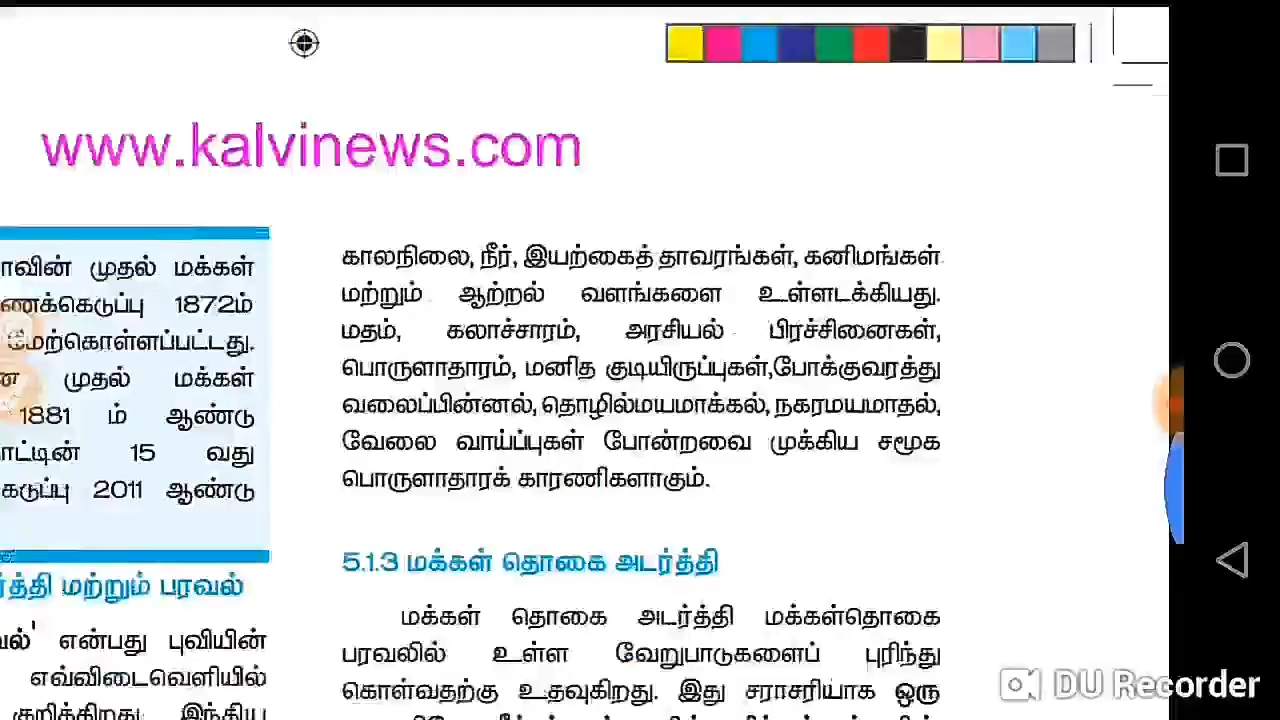 www.kalvinews.com
முதல் மக்கள்
1872ம்
மேற்கொள்ளப்பட்டது.
முதல் மக்கள்
1881 ம் ஆண்டு
15 வது
2011 ஆண்டு
மற்றும் பரவல்
என்பது புவியின்
எவ்விடைவெளியில்
குறிக்கிறது. இந்திய
காலநிலை, நீர், இயற்கைத் தாவரங்கள், கனிமங்கள்
மற்றும் ஆற்றல் வளங்களை உள்ளடக்கியது.
மதம், கலாச்சாரம், அரசியல் பிரச்சினைகள்,
பொருளாதாரம், மனித குடியிருப்புகள்,போக்குவரத்து
வலைப்பின்னல், தொழில்மயமாக்கல், நகரமயமாதல்,
வேலை வாய்ப்புகள் போன்றவை முக்கிய சமூக
பொருளாதாரக் காரணிகளாகும்.
5.1.3 மக்கள் தொகை அடர்த்தி
மக்கள் தொகை அடர்த்தி மக்கள்தொகை
பரவலில் உள்ள வேறுபாடுகளைப் புரிந்து
கொள்வதற்கு உதவுகிறது. இது சராசரியாக ஒரு
DU Recorder